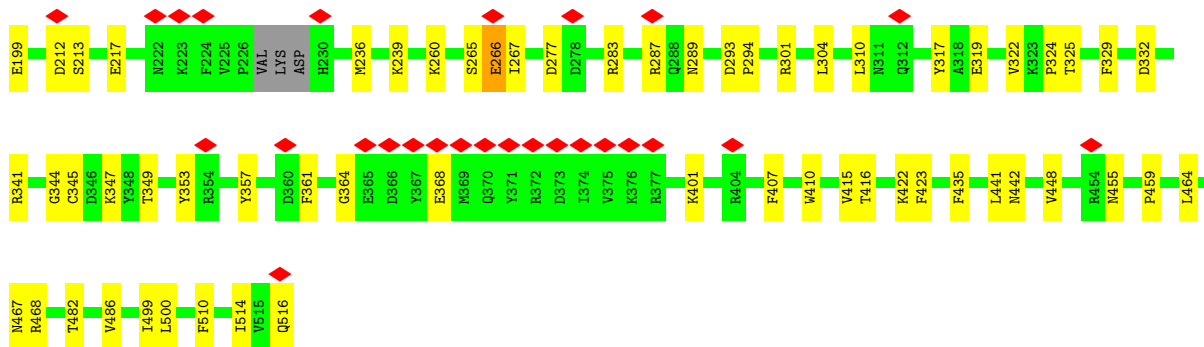 E199 D212 S213 E217 N222 K223 F224 V225 P226 VAL LYS ASP H230 M236 K239 K260 S265 E266 I267 D277 D278 R283 R287 Q288 N289 D293 P294 R301 L304 L310 N311 Q312 Y317 A318 E319 V322 K323 P324 T325 F329 D332
R341 G344 C345 D346 K347 Y348 T349 Y353 R354 Y357 D360 F361 G364 E365 D366 Y367 E368 M369 Q370 Y371 R372 D373 I374 V375 K376 R377 K401 R404 F407 W410 V415 T416 K422 F423 F435 L441 N442 V448 R454 N455 P459 L464
N467 R468 T482 V486 I499 L500 F510 I514 V515 Q516